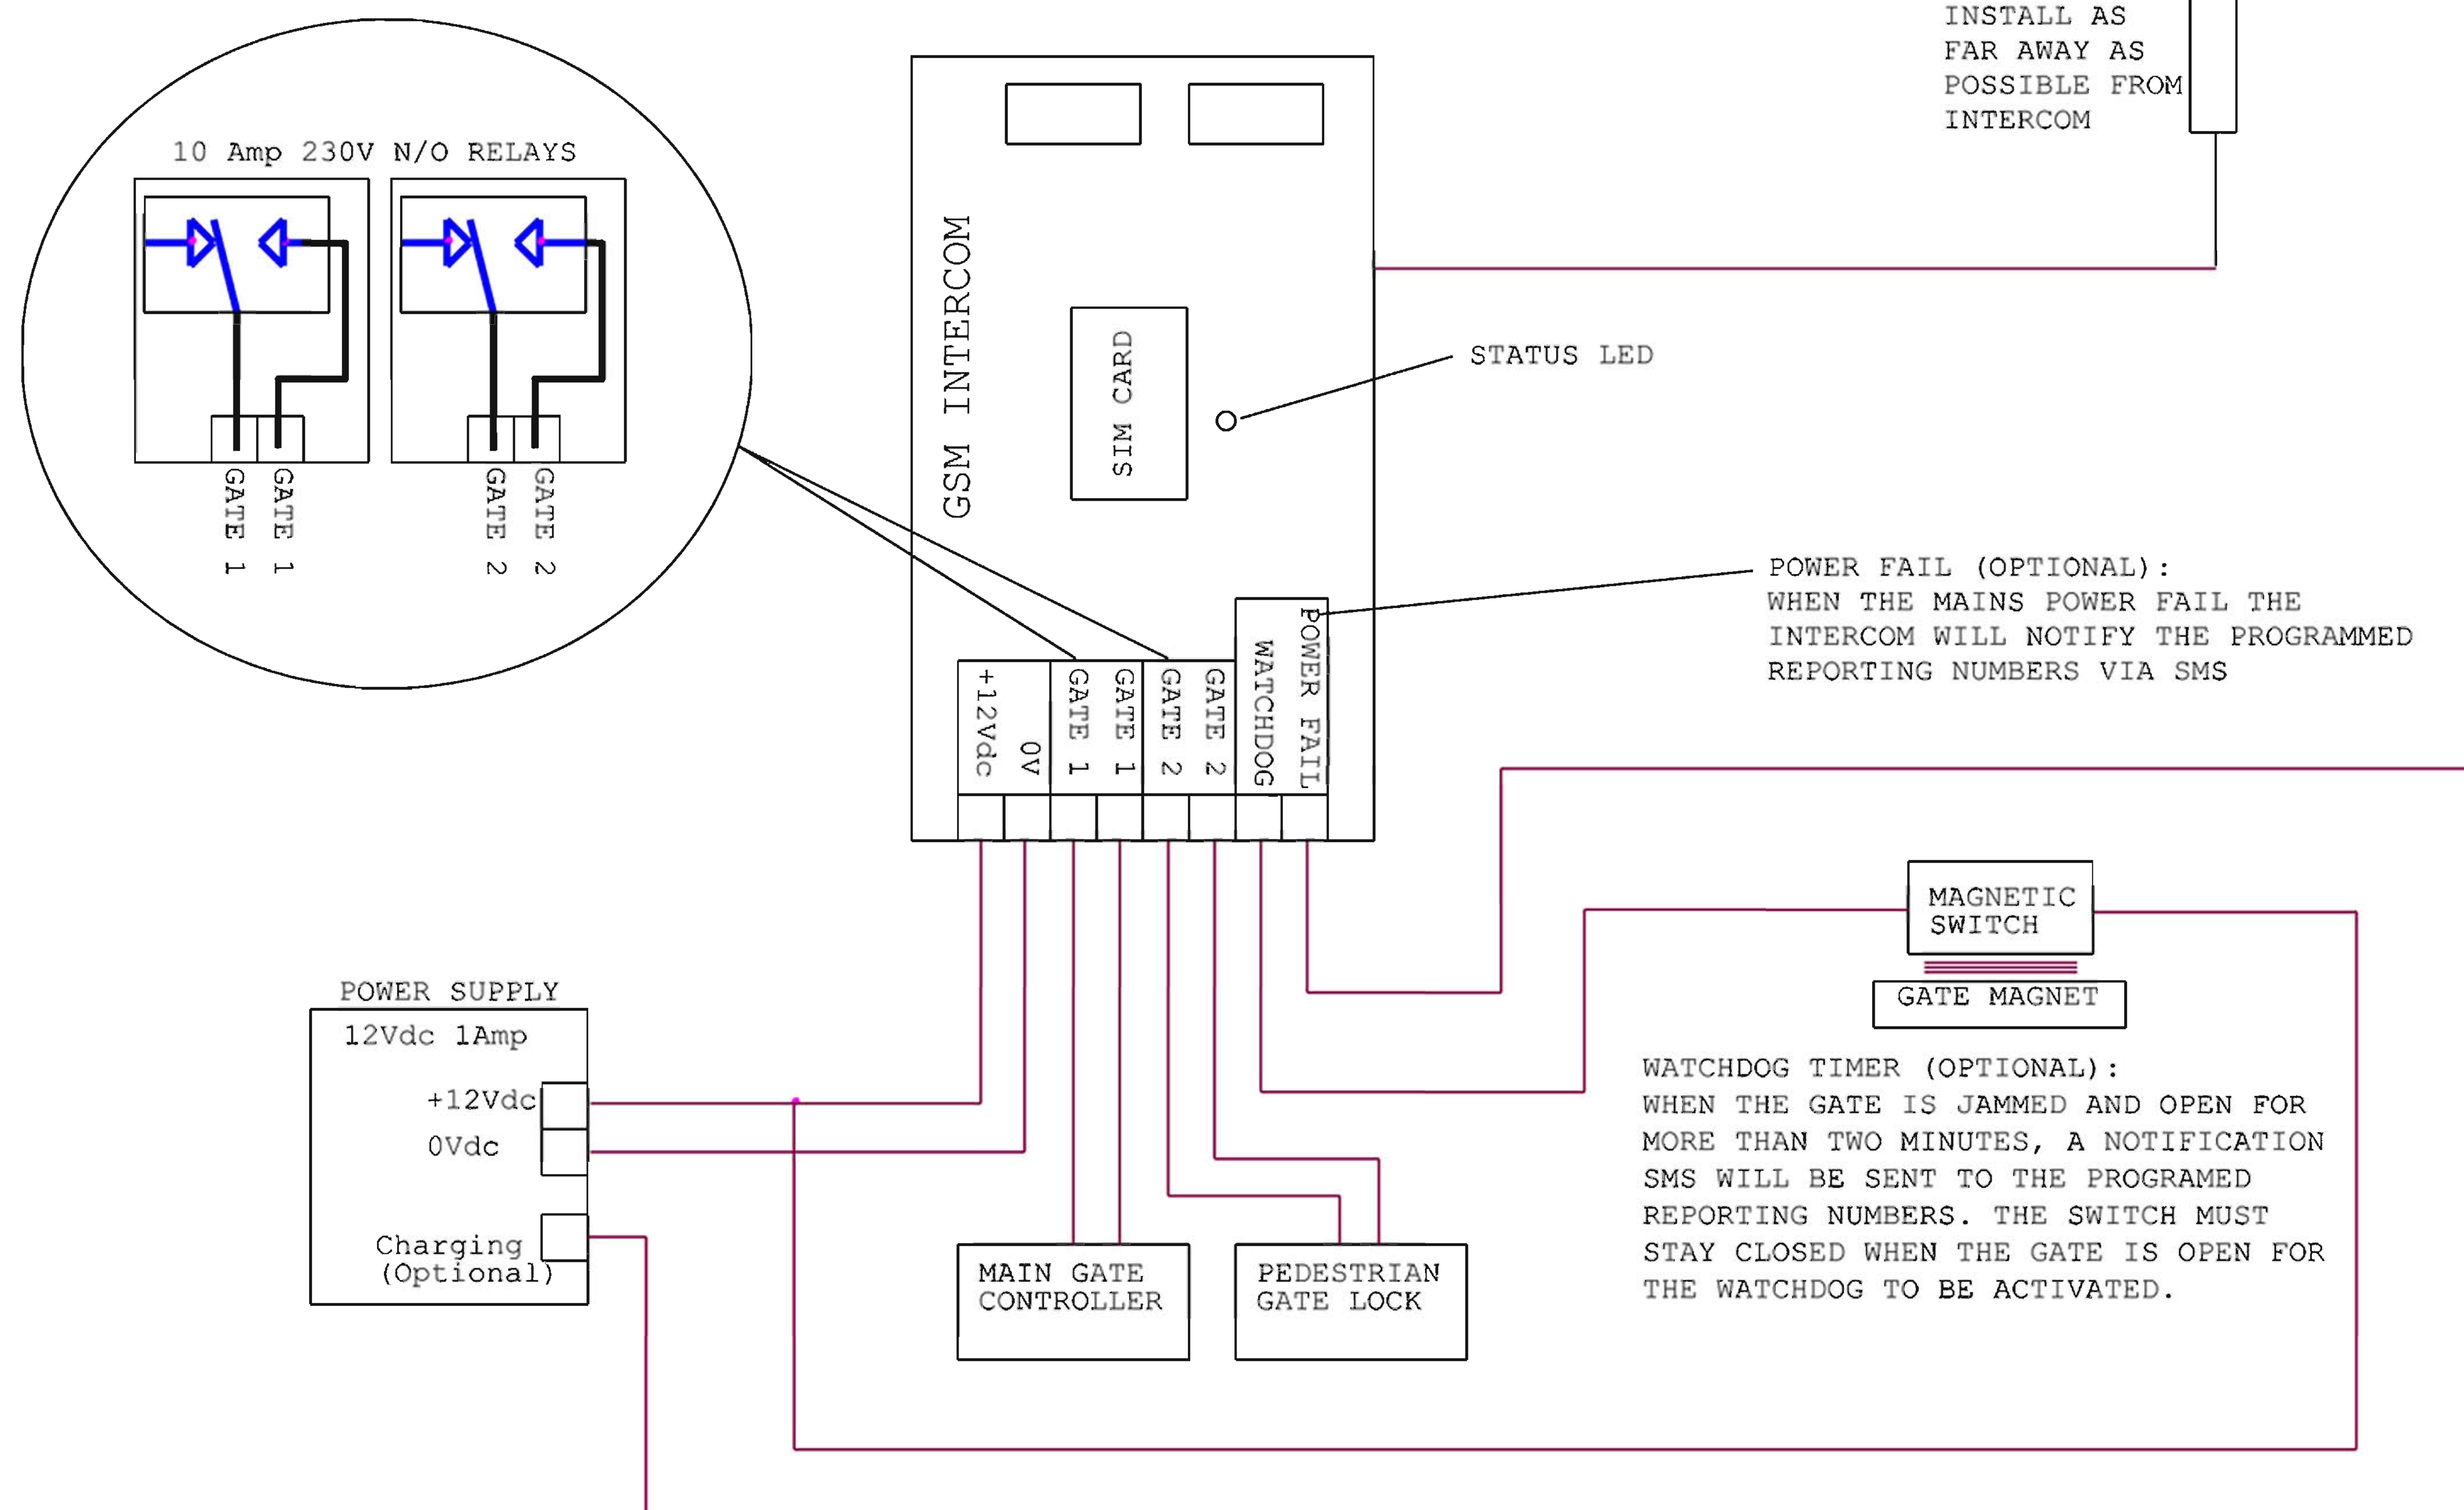 INSTALL AS
FAR AWAY AS
POSSIBLE FROM
INTERCOM
10 Amp 230V N/O RELAYS
GATE 1
GATE 1
GATE 2
GATE 2
GSM INTERCOM
SIM CARD
STATUS LED
POWER FAIL (OPTIONAL):
WHEN THE MAINS POWER FAIL THE
INTERCOM WILL NOTIFY THE PROGRAMMED
REPORTING NUMBERS VIA SMS
+12Vdc
0V
GATE 1
GATE 1
GATE 2
GATE 2
WATCHDOG
POWER FAIL
MAGNETIC
SWITCH
GATE MAGNET
POWER SUPPLY
12Vdc 1Amp
+12Vdc
0Vdc
Charging
(Optional)
MAIN GATE
CONTROLLER
PEDESTRIAN
GATE LOCK
WATCHDOG TIMER (OPTIONAL):
WHEN THE GATE IS JAMMED AND OPEN FOR
MORE THAN TWO MINUTES, A NOTIFICATION
SMS WILL BE SENT TO THE PROGRAMED
REPORTING NUMBERS. THE SWITCH MUST
STAY CLOSED WHEN THE GATE IS OPEN FOR
THE WATCHDOG TO BE ACTIVATED.